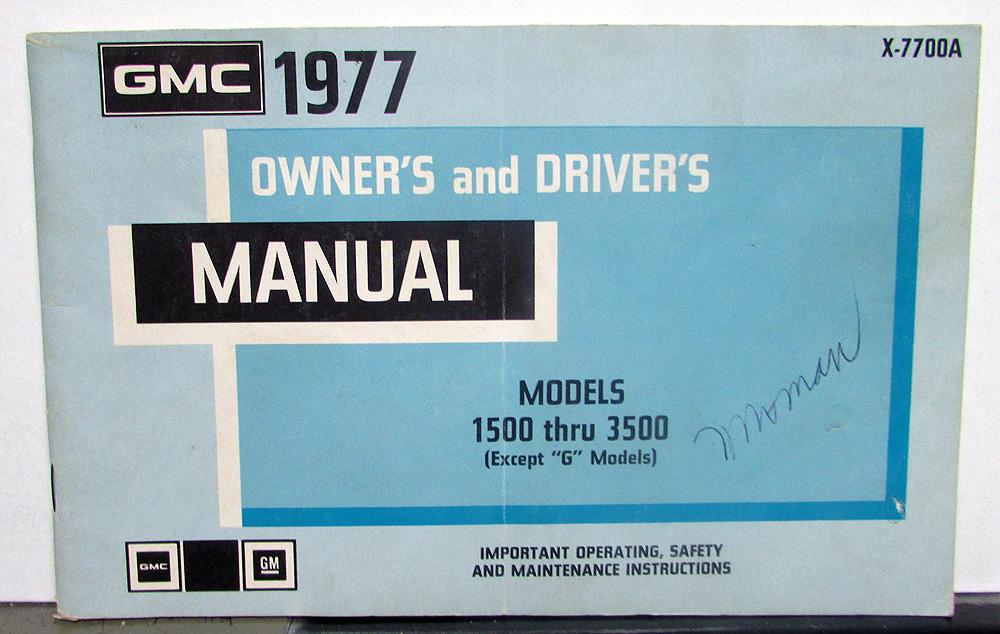 GMC 1977
X-7700A
OWNER'S and DRIVER'S
MANUAL
MODELS
1500 thru 3500
(Except "G" Models)
GMC GM
IMPORTANT OPERATING, SAFETY
AND MAINTENANCE INSTRUCTIONS